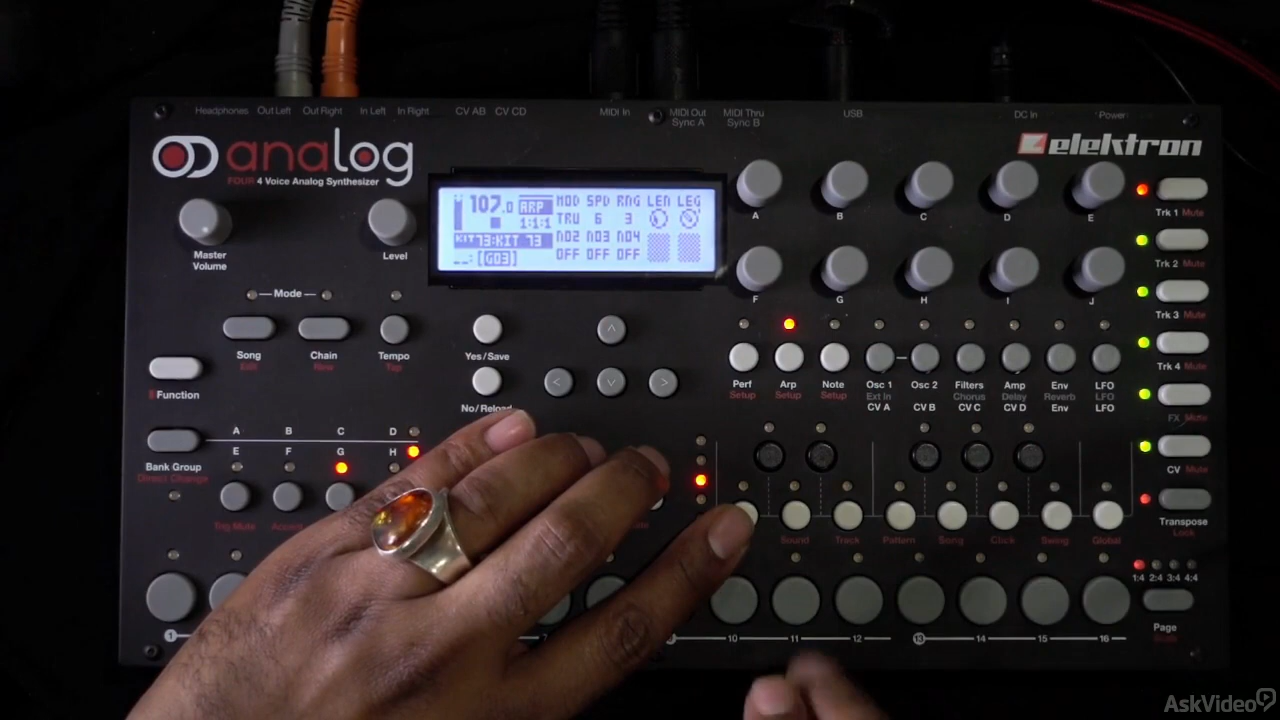 Headphones Out Left Out Right In Left In Right CV AB CV CD MIDI In MIDI Out MIDI Thru USB DC In Power
Sync A Sync B
analog
FOUR 4 Voice Analog Synthesizer
elektron
107.0 ARP MOD SPD RNG LEN LEG
1:1:1 TRU 6 3
KIT 73:KIT 73 NO2 NO3 NO4
[G03] OFF OFF OFF
A B C D E
Trk 1 Mute
Master Volume
Level
Trk 2 Mute
F G H I J
Mode
Trk 3 Mute
Song Chain Tempo Yes/Save
Edit Tap
Trk 4 Mute
Perf Arp Note Osc 1 Osc 2 Filters Amp Env LFO
Setup Setup Setup Ext In Chorus Delay Reverb LFO
CV A CV B CV C CV D Env LFO
Function
No/Reload
FX Mute
A B C D
E F G H
Bank Group
Direct Change
CV Mute
Trig Mute
Sound Track Pattern Song Click Swing Global
Transpose
1:4 2:4 3:4 4:4
1 10 11 12 13 14 15 16
Page
AskVideo